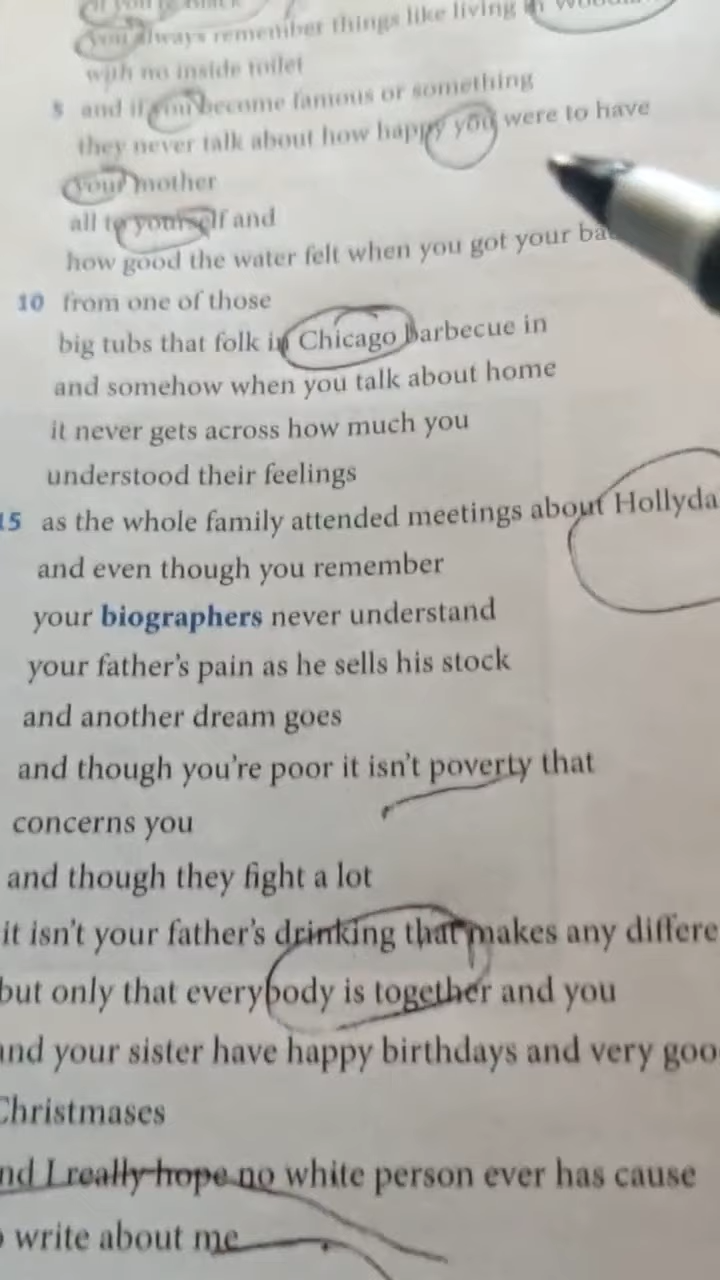 if you're Black
you always remember things like living in
with no inside toilet
5 and if you become famous or something
they never talk about how happy you were to have
your mother
all to yourself and
how good the water felt when you got your
10 from one of those
big tubs that folk in Chicago barbecue in
and somehow when you talk about home
it never gets across how much you
understood their feelings
15 as the whole family attended meetings about Hollyda
and even though you remember
your biographers never understand
your father's pain as he sells his stock
and another dream goes
and though you're poor it isn't poverty that
concerns you
and though they fight a lot
it isn't your father's drinking that makes any differe
but only that everybody is together and you
and your sister have happy birthdays and very goo
Christmases
nd I really hope no white person ever has cause
write about me